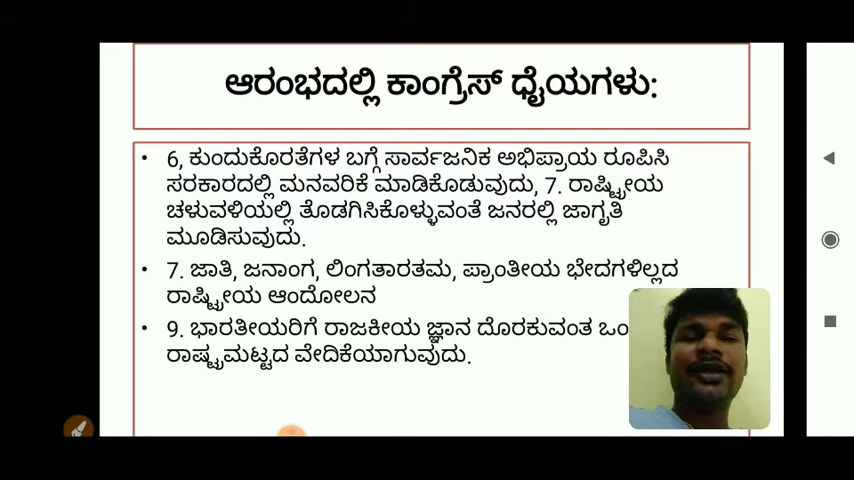 ಆರಂಭದಲ್ಲಿ ಕಾಂಗ್ರೆಸ್ ಧೈಯಗಳು:
• 6, ಕುಂದುಕೊರತೆಗಳ ಬಗ್ಗೆ ಸಾರ್ವಜನಿಕ ಅಭಿಪ್ರಾಯ ರೂಪಿಸಿ
ಸರಕಾರದಲ್ಲಿ ಮನವರಿಕೆ ಮಾಡಿಕೊಡುವುದು, 7. ರಾಷ್ಟ್ರೀಯ
ಚಳುವಳಿಯಲ್ಲಿ ತೊಡಗಿಸಿಕೊಳ್ಳುವಂತೆ ಜನರಲ್ಲಿ ಜಾಗೃತಿ
ಮೂಡಿಸುವುದು.
• 7. ಜಾತಿ, ಜನಾಂಗ, ಲಿಂಗತಾರತಮ, ಪ್ರಾಂತೀಯ ಭೇದಗಳಿಲ್ಲದ
ರಾಷ್ಟ್ರೀಯ ಆಂದೋಲನ
• 9. ಭಾರತೀಯರಿಗೆ ರಾಜಕೀಯ ಜ್ಞಾನ ದೊರಕುವಂತ
ರಾಷ್ಟ್ರಮಟ್ಟದ ವೇದಿಕೆಯಾಗುವುದು.